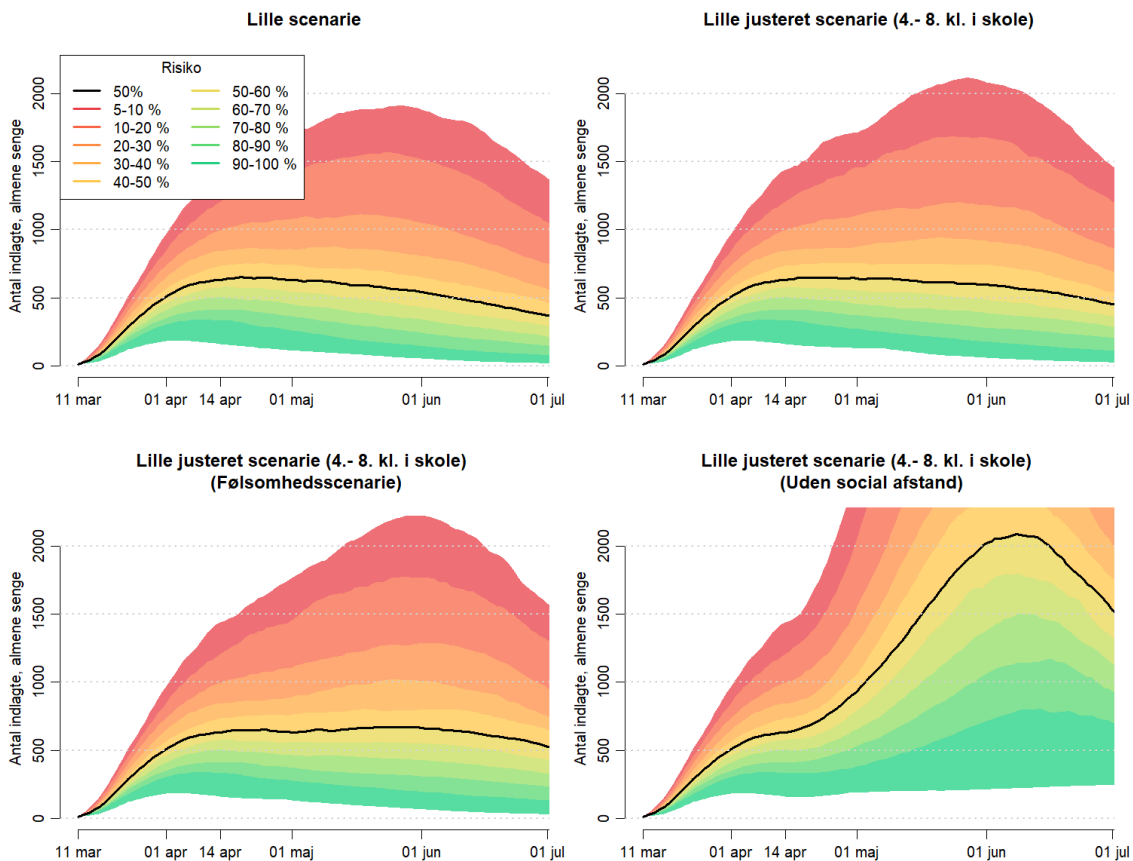 Lille scenarie
Antal indlagte, almene senge
2000
1500
1000
500
0
Risiko
50%
5-10 %
10-20 %
20-30 %
30-40 %
40-50 %
50-60 %
60-70 %
70-80 %
80-90 %
90-100 %
11 mar 01 apr 14 apr 01 maj 01 jun 01 jul
Lille justeret scenarie (4.- 8. kl. i skole)
Antal indlagte, almene senge
2000
1500
1000
500
0
11 mar 01 apr 14 apr 01 maj 01 jun 01 jul
Lille justeret scenarie (4.- 8. kl. i skole)
(Følsomhedsscenarie)
Antal indlagte, almene senge
2000
1500
1000
500
0
11 mar 01 apr 14 apr 01 maj 01 jun 01 jul
Lille justeret scenarie (4.- 8. kl. i skole)
(Uden social afstand)
Antal indlagte, almene senge
2000
1500
1000
500
0
11 mar 01 apr 14 apr 01 maj 01 jun 01 jul